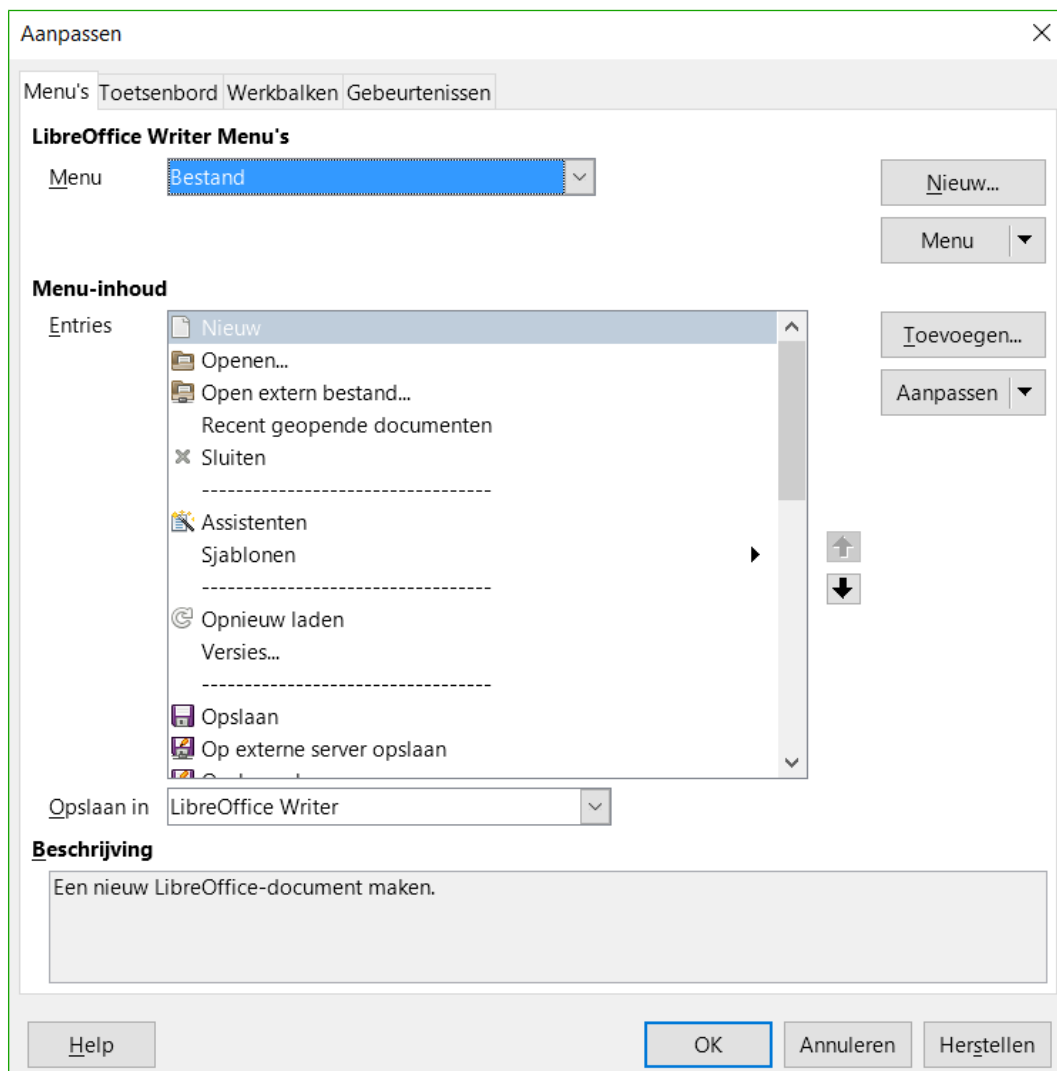 Aanpassen
Menu's Toetsenbord Werkbalken Gebeurtenissen
LibreOffice Writer Menu's
Menu Bestand Nieuw...
Menu
Menu-inhoud
Entries Nieuw Toevoegen...
Openen...
Open extern bestand... Aanpassen
Recent geopende documenten
Sluiten
----------------------------------
Assistenten
Sjablonen
----------------------------------
Opnieuw laden
Versies...
----------------------------------
Opslaan
Op externe server opslaan
Opslaan in LibreOffice Writer
Beschrijving
Een nieuw LibreOffice-document maken.
Help OK Annuleren Herstellen